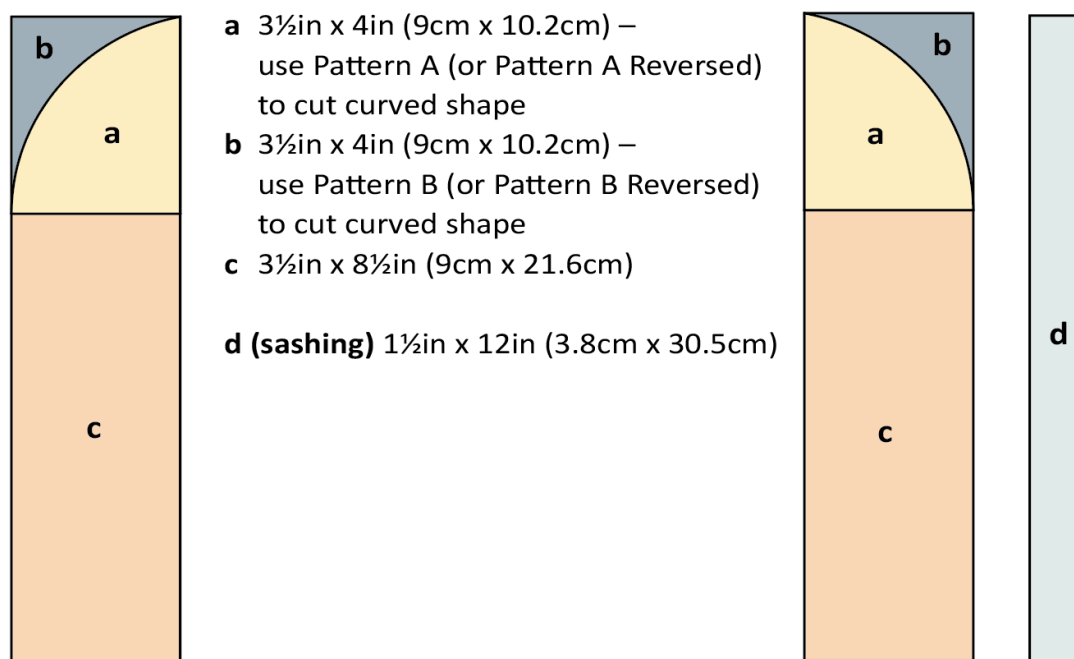 b
a
c
a 3½in x 4in (9cm x 10.2cm) –
use Pattern A (or Pattern A Reversed)
to cut curved shape
b 3½in x 4in (9cm x 10.2cm) –
use Pattern B (or Pattern B Reversed)
to cut curved shape
c 3½in x 8½in (9cm x 21.6cm)
d (sashing) 1½in x 12in (3.8cm x 30.5cm)
b
a
c
d